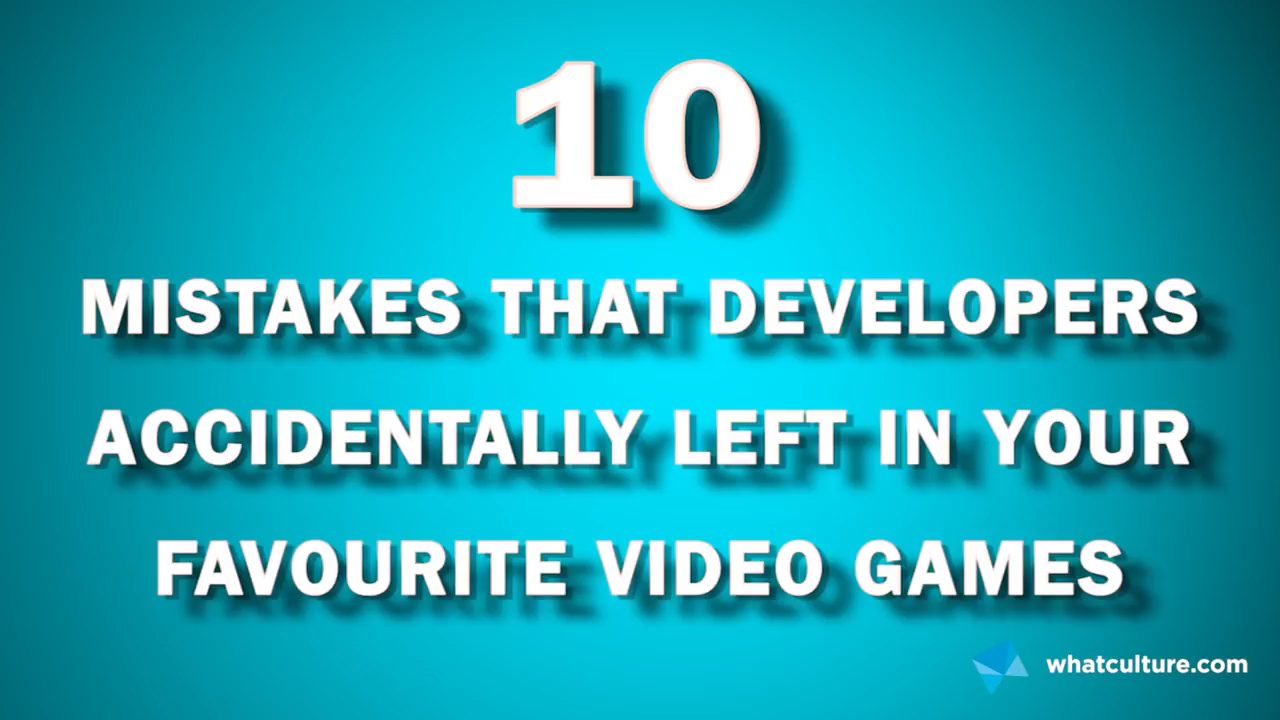 10
MISTAKES THAT DEVELOPERS
ACCIDENTALLY LEFT IN YOUR
FAVOURITE VIDEO GAMES
whatculture.com